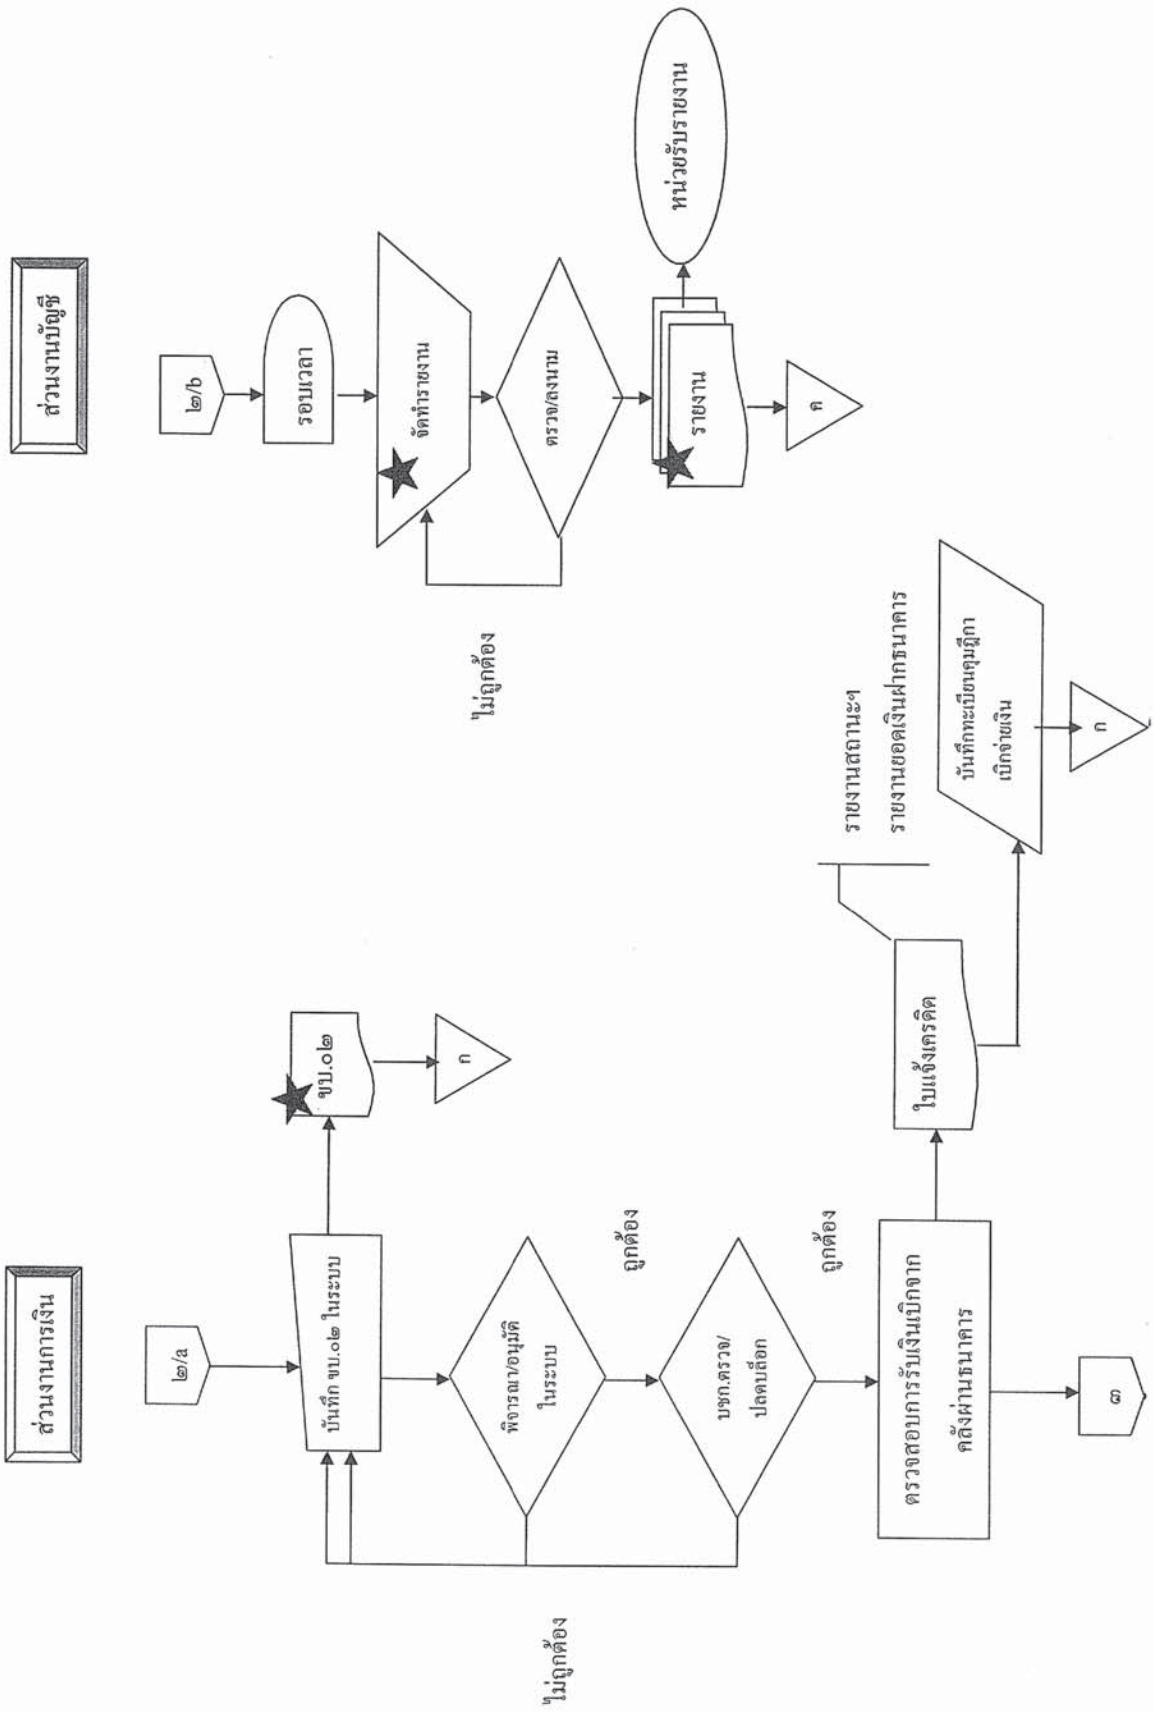 ส่วนงานการเงิน
๒/a
บันทึก ขบ.๐๒ ในระบบ
ขบ.๐๒
ก
พิจารณา/อนุมัติ
ในระบบ
ถูกต้อง
บชก.ตรวจ/
ปลดบล็อก
ถูกต้อง
ไม่ถูกต้อง
ตรวจสอบการรับเงินเบิกจาก
คลังผ่านธนาคาร
๓
ใบแจ้งเครดิต
รายงานสถานะฯ
รายงานยอดเงินฝากธนาคาร
บันทึกทะเบียนคุมฎีกา
เบิกจ่ายเงิน
ก
ส่วนงานบัญชี
๒/b
รอบเวลา
จัดทำรายงาน
ตรวจ/ลงนาม
ไม่ถูกต้อง
รายงาน
หน่วยรับรายงาน
ค